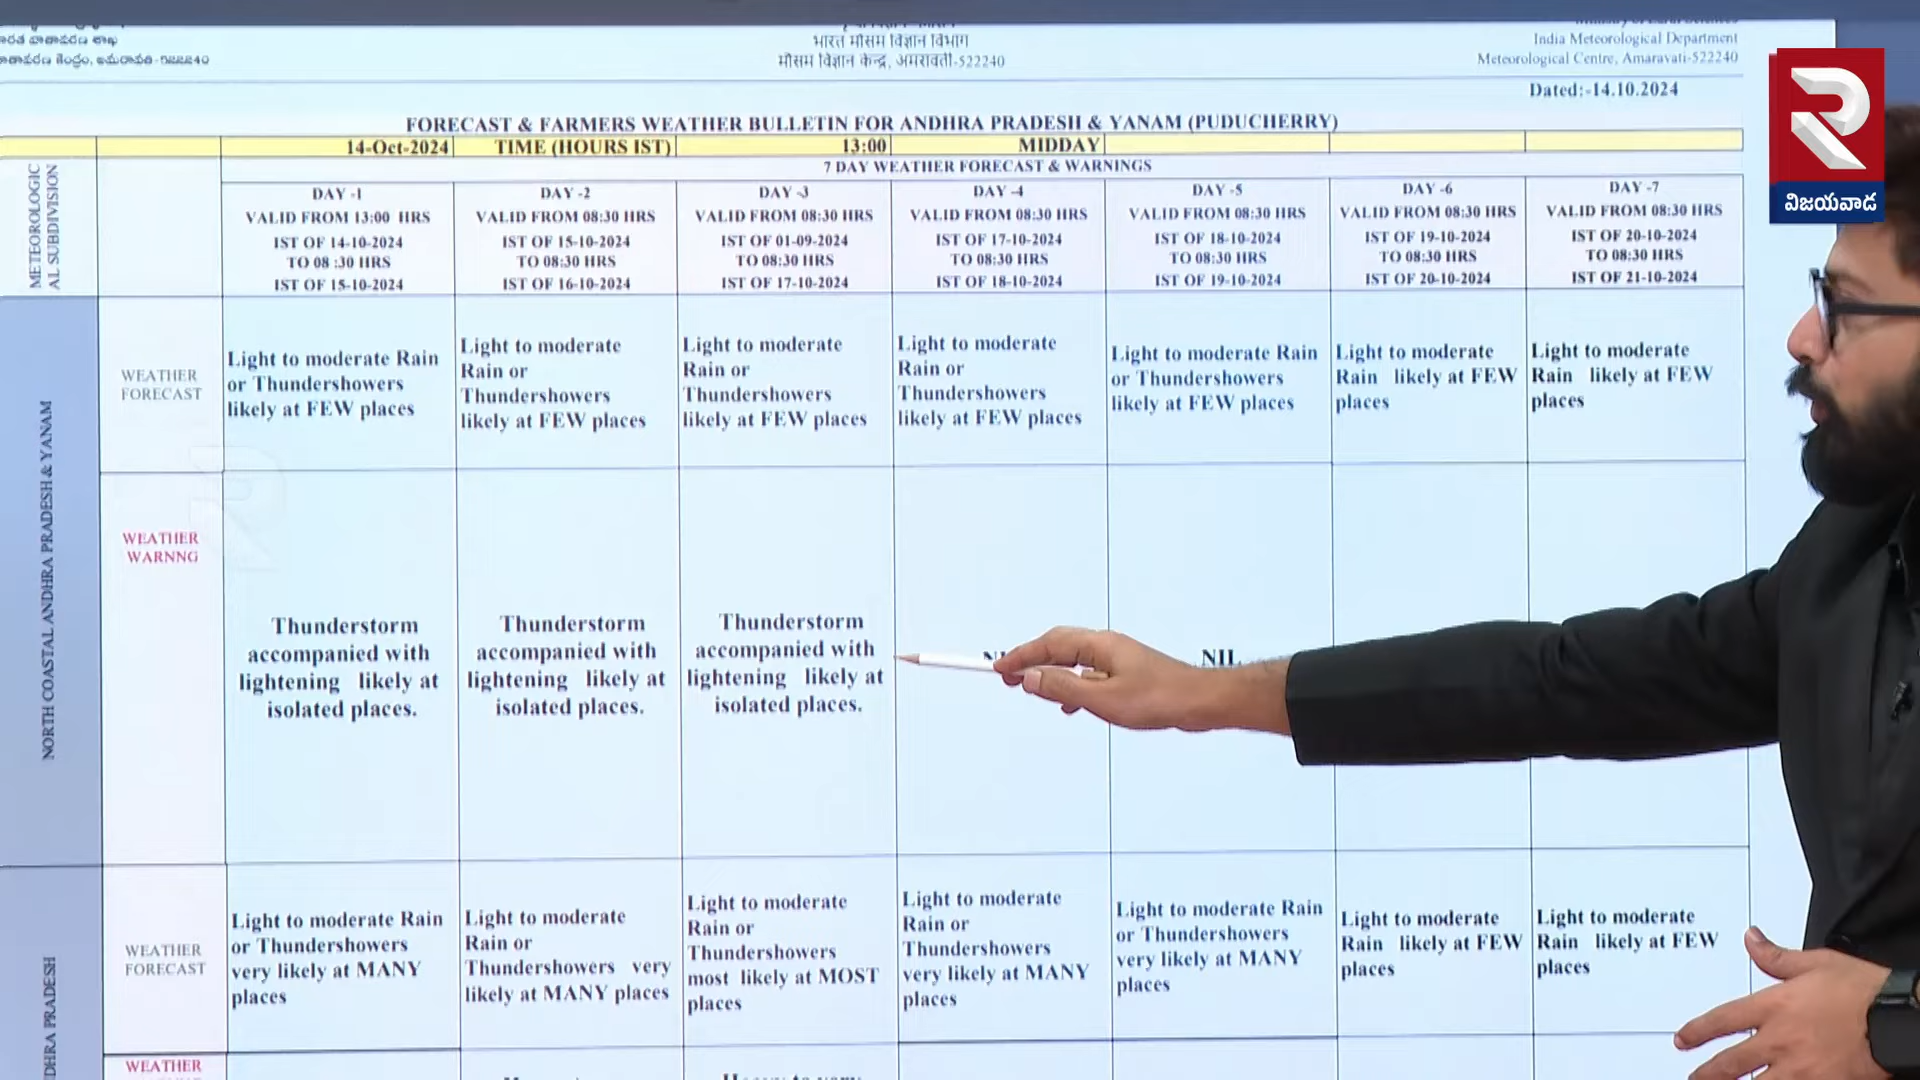 వాతావరణ కేంద్రం, అమరావతి-522240
भारत मौसम विज्ञान विभाग
मौसम विज्ञान केन्द्र, अमरावती-522240
India Meteorological Department
Meteorological Centre, Amaravati-522240
Dated:-14.10.2024
విజయవాడ
FORECAST & FARMERS WEATHER BULLETIN FOR ANDHRA PRADESH & YANAM (PUDUCHERRY)
14-Oct-2024 TIME (HOURS IST) 13:00 MIDDAY
METEOROLOGIC
AL SUBDIVISION
7 DAY WEATHER FORECAST & WARNINGS
DAY -1
VALID FROM 13:00 HRS
IST OF 14-10-2024
TO 08 :30 HRS
IST OF 15-10-2024
DAY -2
VALID FROM 08:30 HRS
IST OF 15-10-2024
TO 08:30 HRS
IST OF 16-10-2024
DAY -3
VALID FROM 08:30 HRS
IST OF 01-09-2024
TO 08:30 HRS
IST OF 17-10-2024
DAY -4
VALID FROM 08:30 HRS
IST OF 17-10-2024
TO 08:30 HRS
IST OF 18-10-2024
DAY -5
VALID FROM 08:30 HRS
IST OF 18-10-2024
TO 08:30 HRS
IST OF 19-10-2024
DAY -6
VALID FROM 08:30 HRS
IST OF 19-10-2024
TO 08:30 HRS
IST OF 20-10-2024
DAY -7
VALID FROM 08:30 HRS
IST OF 20-10-2024
TO 08:30 HRS
IST OF 21-10-2024
NORTH COASTAL ANDHRA PRADESH & YANAM
WEATHER
FORECAST
Light to moderate Rain
or Thundershowers
likely at FEW places
Light to moderate
Rain or
Thundershowers
likely at FEW places
Light to moderate
Rain or
Thundershowers
likely at FEW places
Light to moderate
Rain or
Thundershowers
likely at FEW places
Light to moderate Rain
or Thundershowers
likely at FEW places
Light to moderate
Rain likely at FEW
places
Light to moderate
Rain likely at FEW
places
WEATHER
WARNNG
Thunderstorm
accompanied with
lightening likely at
isolated places.
Thunderstorm
accompanied with
lightening likely at
isolated places.
Thunderstorm
accompanied with
lightening likely at
isolated places.
NIL
PRADESH
WEATHER
FORECAST
Light to moderate Rain
or Thundershowers
very likely at MANY
places
Light to moderate
Rain or
Thundershowers very
likely at MANY places
Light to moderate
Rain or
Thundershowers
most likely at MOST
places
Light to moderate
Rain or
Thundershowers
very likely at MANY
places
Light to moderate Rain
or Thundershowers
very likely at MANY
places
Light to moderate
Rain likely at FEW
places
Light to moderate
Rain likely at FEW
places
WEATHER